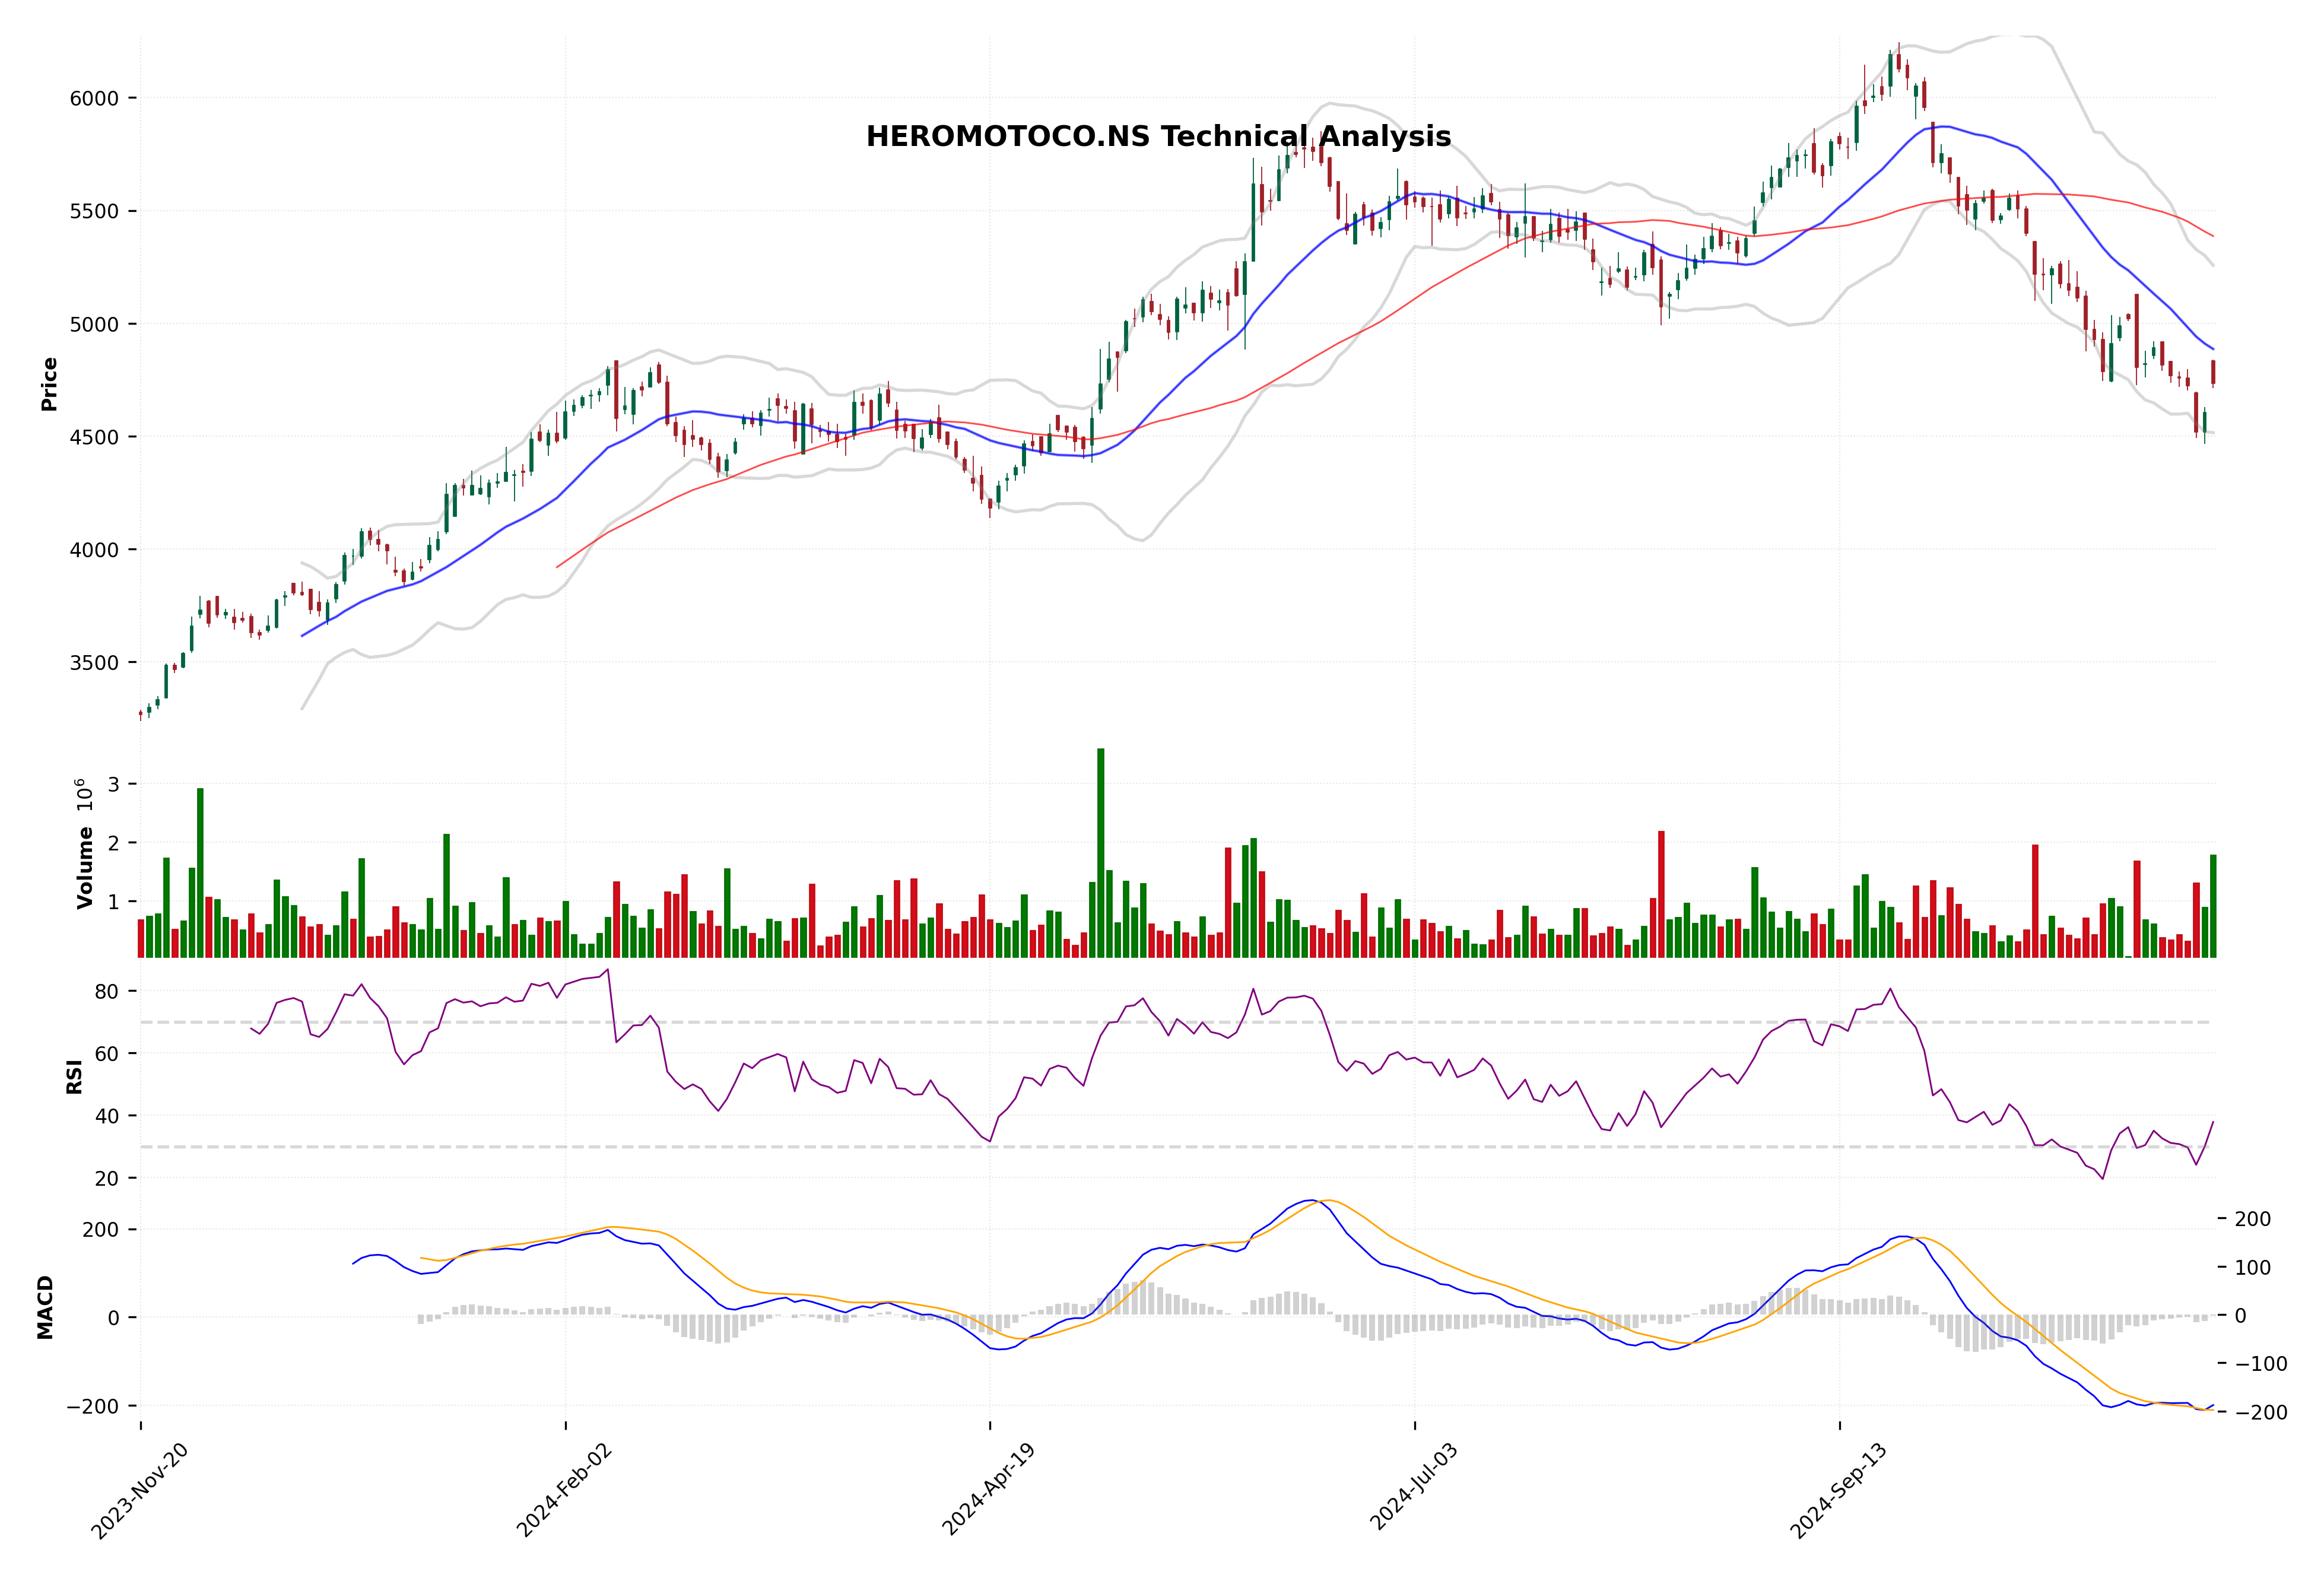 HEROMOTOCO.NS Technical Analysis
Price
6000
5500
5000
4500
4000
3500
Volume 10⁶
3
2
1
RSI
80
60
40
20
MACD
200
0
−200
200
100
0
−100
−200
2023-Nov-20
2024-Feb-02
2024-Apr-19
2024-Jul-03
2024-Sep-13